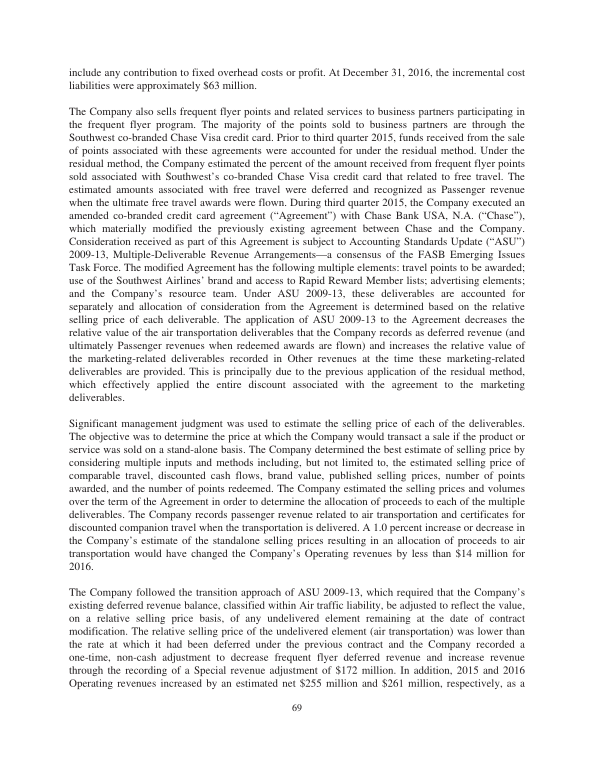 include any contribution to fixed overhead costs or profit. At December 31, 2016, the incremental cost
liabilities were approximately $63 million.
The Company also sells frequent flyer points and related services to business partners participating in
the frequent flyer program. The majority of the points sold to business partners are through the
Southwest co-branded Chase Visa credit card. Prior to third quarter 2015, funds received from the sale
of points associated with these agreements were accounted for under the residual method. Under the
residual method, the Company estimated the percent of the amount received from frequent flyer points
sold associated with Southwest's co-branded Chase Visa credit card that related to free travel. The
estimated amounts associated with free travel were deferred and recognized as Passenger revenue
when the ultimate free travel awards were flown. During third quarter 2015, the Company executed an
amended co-branded credit card agreement (“Agreement”) with Chase Bank USA, N.A. (“Chase”),
which materially modified the previously existing agreement between Chase and the Company.
Consideration received as part of this Agreement is subject to Accounting Standards Update (“ASU”)
2009-13, Multiple-Deliverable Revenue Arrangements—a consensus of the FASB Emerging Issues
Task Force. The modified Agreement has the following multiple elements: travel points to be awarded;
use of the Southwest Airlines' brand and access to Rapid Reward Member lists; advertising elements;
and the Company's resource team. Under ASU 2009-13, these deliverables are accounted for
separately and allocation of consideration from the Agreement is determined based on the relative
selling price of each deliverable. The application of ASU 2009-13 to the Agreement decreases the
relative value of the air transportation deliverables that the Company records as deferred revenue (and
ultimately Passenger revenues when redeemed awards are flown) and increases the relative value of
the marketing-related deliverables recorded in Other revenues at the time these marketing-related
deliverables are provided. This is principally due to the previous application of the residual method,
which effectively applied the entire discount associated with the agreement to the marketing
deliverables.
Significant management judgment was used to estimate the selling price of each of the deliverables.
The objective was to determine the price at which the Company would transact a sale if the product or
service was sold on a stand-alone basis. The Company determined the best estimate of selling price by
considering multiple inputs and methods including, but not limited to, the estimated selling price of
comparable travel, discounted cash flows, brand value, published selling prices, number of points
awarded, and the number of points redeemed. The Company estimated the selling prices and volumes
over the term of the Agreement in order to determine the allocation of proceeds to each of the multiple
deliverables. The Company records passenger revenue related to air transportation and certificates for
discounted companion travel when the transportation is delivered. A 1.0 percent increase or decrease in
the Company's estimate of the standalone selling prices resulting in an allocation of proceeds to air
transportation would have changed the Company's Operating revenues by less than $14 million for
2016.
The Company followed the transition approach of ASU 2009-13, which required that the Company's
existing deferred revenue balance, classified within Air traffic liability, be adjusted to reflect the value,
on a relative selling price basis, of any undelivered element remaining at the date of contract
modification. The relative selling price of the undelivered element (air transportation) was lower than
the rate at which it had been deferred under the previous contract and the Company recorded a
one-time, non-cash adjustment to decrease frequent flyer deferred revenue and increase revenue
through the recording of a Special revenue adjustment of $172 million. In addition, 2015 and 2016
Operating revenues increased by an estimated net $255 million and $261 million, respectively, as a
69